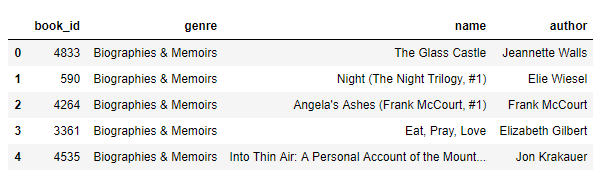 book_id genre name author
0 4833 Biographies & Memoirs The Glass Castle Jeannette Walls
1 590 Biographies & Memoirs Night (The Night Trilogy, #1) Elie Wiesel
2 4264 Biographies & Memoirs Angela's Ashes (Frank McCourt, #1) Frank McCourt
3 3361 Biographies & Memoirs Eat, Pray, Love Elizabeth Gilbert
4 4535 Biographies & Memoirs Into Thin Air: A Personal Account of the Mount... Jon Krakauer